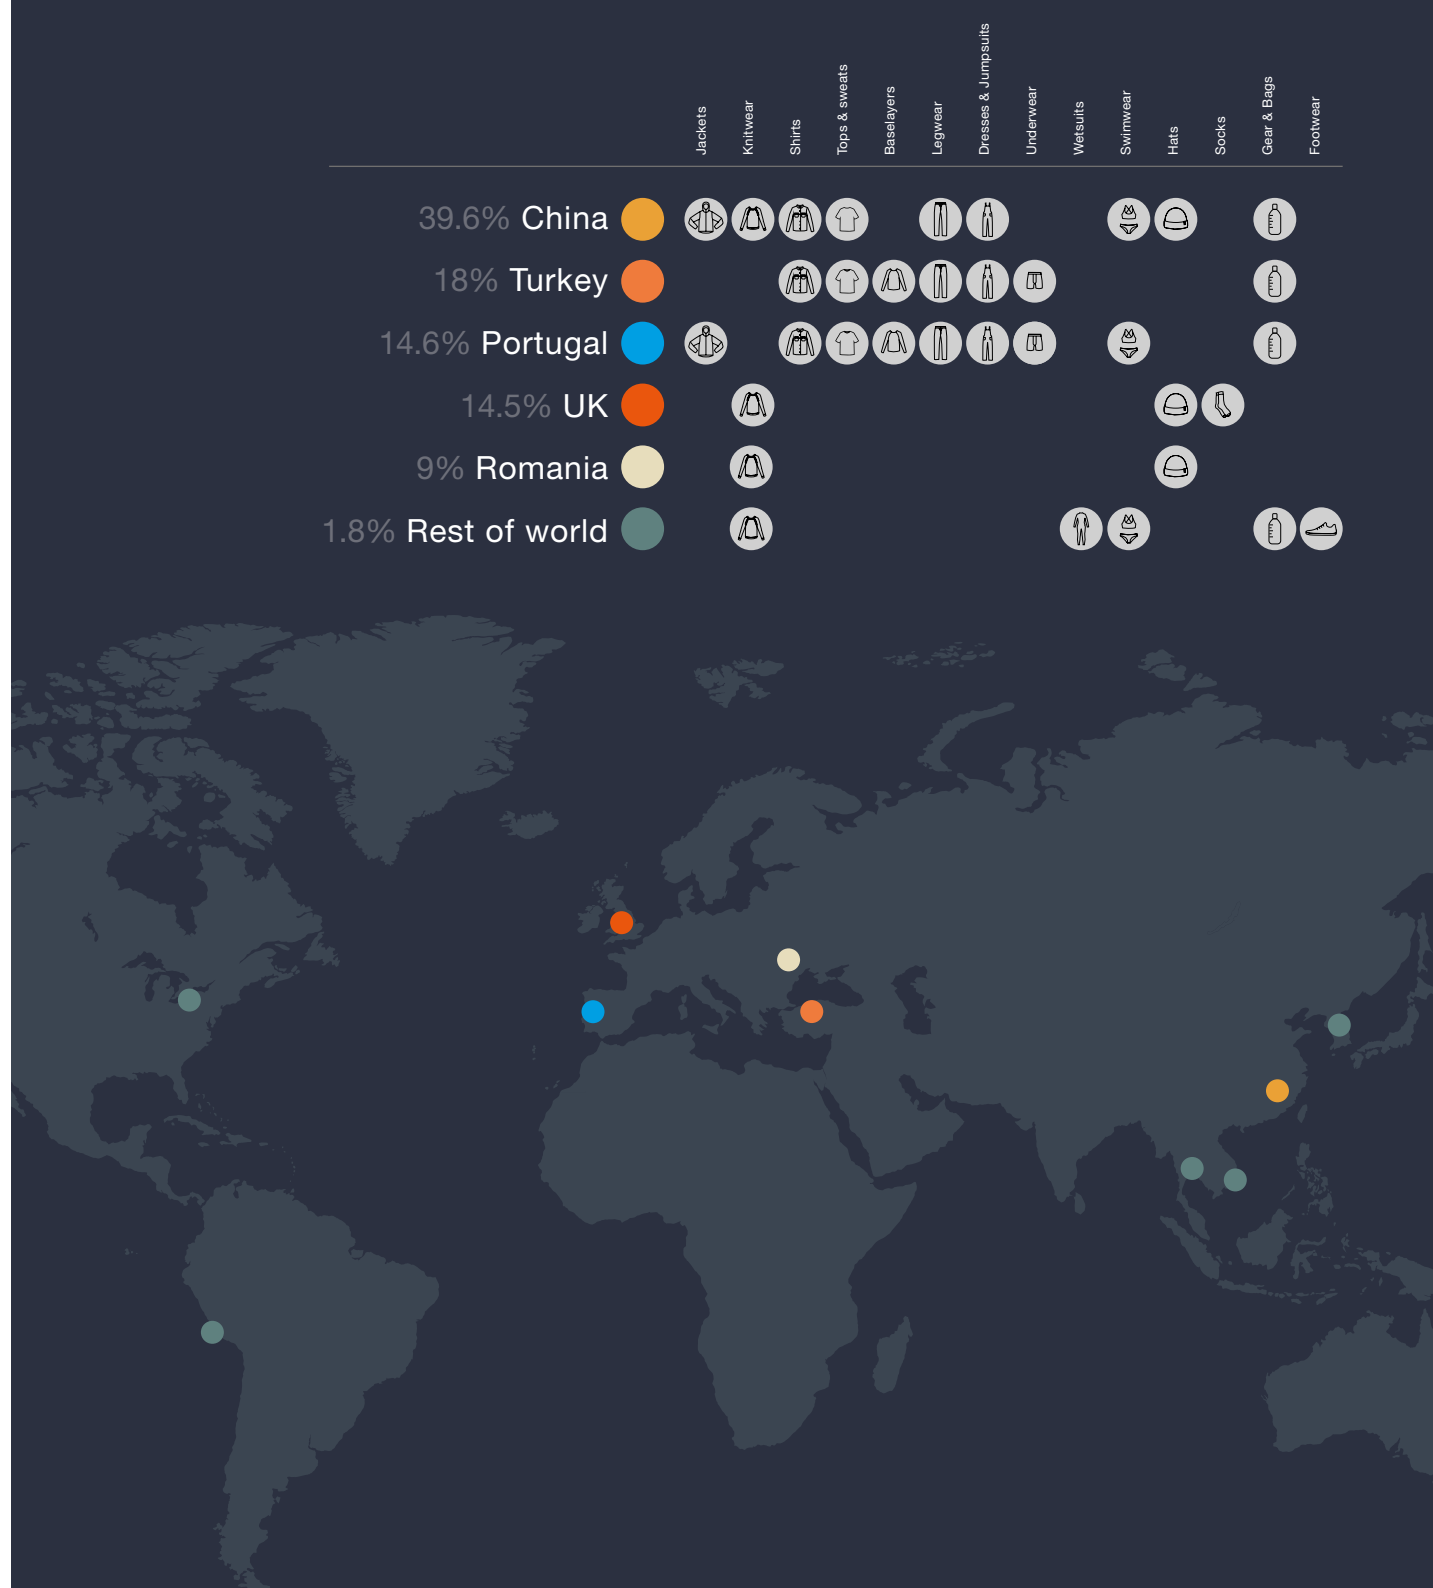 Jackets
Knitwear
Shirts
Tops & sweats
Baselayers
Legwear
Dresses & Jumpsuits
Underwear
Wetsuits
Swimwear
Hats
Socks
Gear & Bags
Footwear
39.6% China
18% Turkey
14.6% Portugal
14.5% UK
9% Romania
1.8% Rest of world